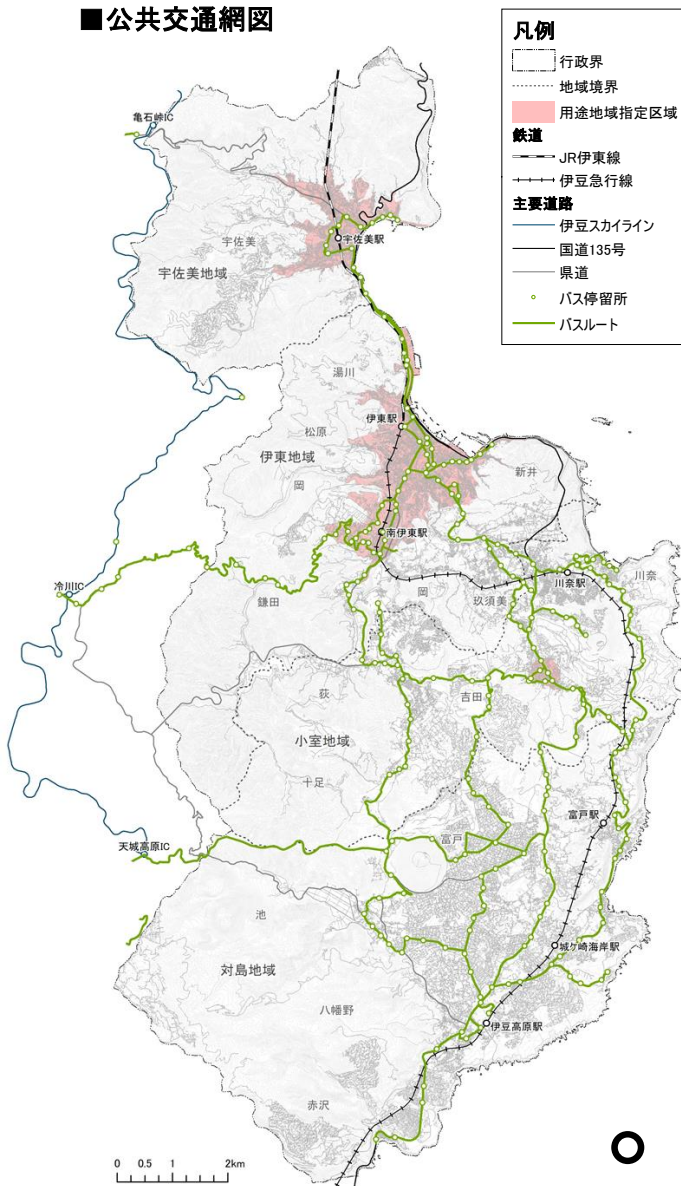 ■公共交通網図
凡例
行政界
地域境界
用途地域指定区域
鉄道
JR伊東線
伊豆急行線
主要道路
伊豆スカイライン
国道135号
県道
バス停留所
バスルート
亀石峠IC
宇佐美
宇佐美駅
宇佐美地域
湯川
伊東駅
松原
伊東地域
新井
岡
南伊東駅
冷川IC
川奈駅
川奈
鎌田
岡
玖須美
荻
吉田
小室地域
十足
富戸駅
富戸
天城高原IC
池
城ケ崎海岸駅
対島地域
八幡野
伊豆高原駅
赤沢
0 0.5 1 2km